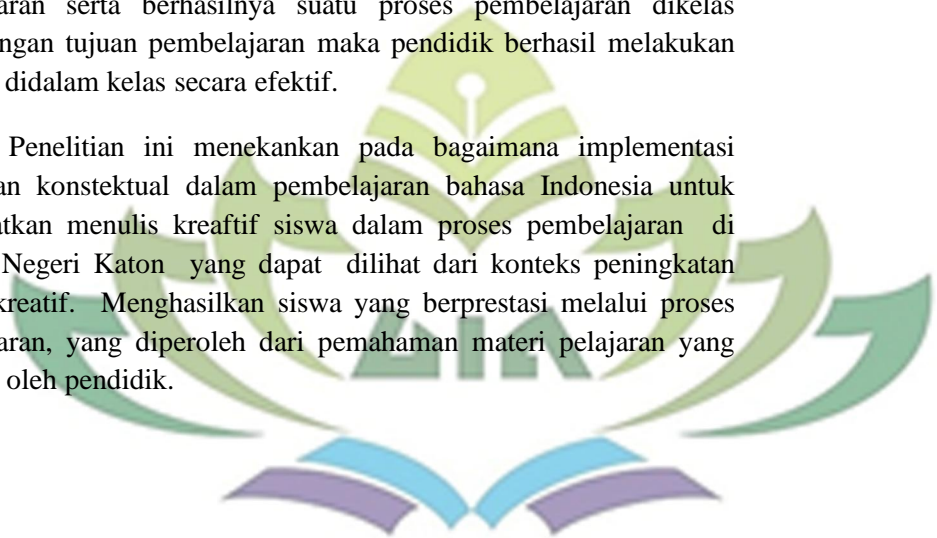 aran serta berhasilnya suatu proses pembelajaran dikelas
ngan tujuan pembelajaran maka pendidik berhasil melakukan
didalam kelas secara efektif.
Penelitian ini menekankan pada bagaimana implementasi
an konstektual dalam pembelajaran bahasa Indonesia untuk
atkan menulis kreaftif siswa dalam proses pembelajaran di
Negeri Katon yang dapat dilihat dari konteks peningkatan
kreatif. Menghasilkan siswa yang berprestasi melalui proses
aran, yang diperoleh dari pemahaman materi pelajaran yang
oleh pendidik.